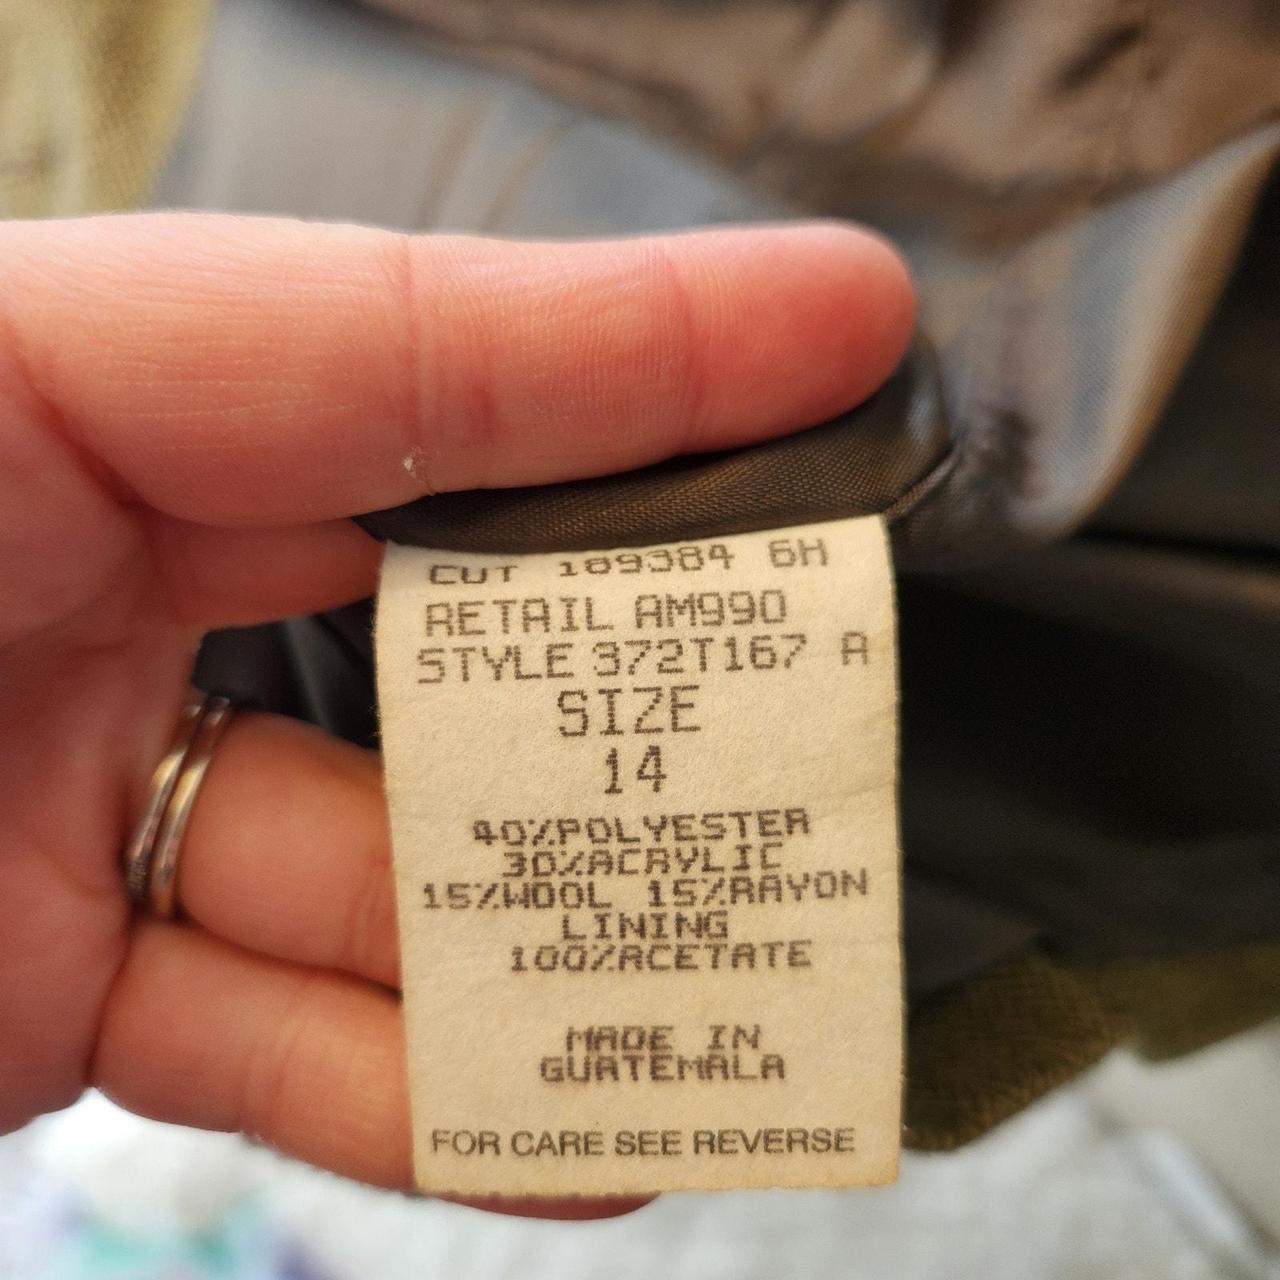 CUT 189384 6H
RETAIL AM990
STYLE 372T167 A
SIZE
14
40%POLYESTER
30%ACRYLIC
15%WOOL 15%RAYON
LINING
100%ACETATE
MADE IN
GUATEMALA
FOR CARE SEE REVERSE